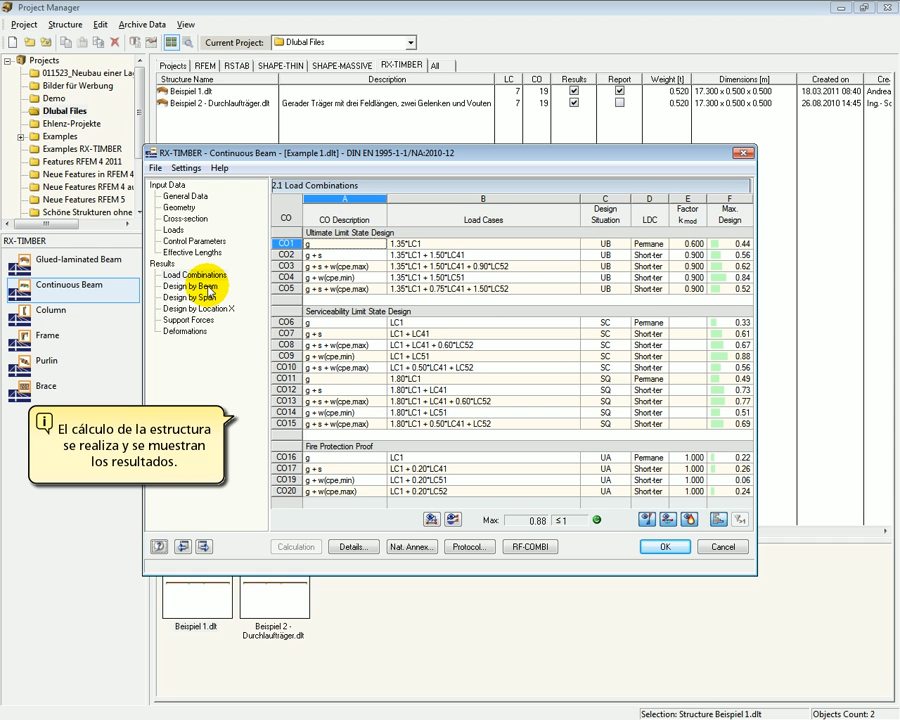 Project Manager
Project Structure Edit Archive Data View
Current Project: Dlubal Files
Projects
011523_Neubau einer La
Bilder für Werbung
Demo
Dlubal Files
Ehlenz-Projekte
Examples
Examples RX-TIMBER
Features RFEM 4 2011
Neue Features in RFEM 4
Neue Features RFEM 4 au
Neue Features RFEM 5
Schöne Strukturen ohne
RX-TIMBER
Glued-laminated Beam
Continuous Beam
Column
Frame
Purlin
Brace
Projects RFEM RSTAB SHAPE-THIN SHAPE-MASSIVE RX-TIMBER All
Structure Name Description LC CO Results Report Weight [t] Dimensions [m] Created on Cre
Beispiel 1.dlt 7 19 0.520 17.300 x 0.500 x 0.500 18.03.2011 08:40 Andrea
Beispiel 2 - Durchlaufträger.dlt Gerader Träger mit drei Feldlängen, zwei Gelenken und Vouten 7 19 0.520 17.300 x 0.500 x 0.500 26.08.2010 14:45 Ing.- Sc
RX-TIMBER - Continuous Beam - [Example 1.dlt] - DIN EN 1995-1-1/NA:2010-12
File Settings Help
Input Data
General Data
Geometry
Cross-section
Loads
Control Parameters
Effective Lengths
Results
Load Combinations
Design by Beam
Design by Span
Design by Location X
Support Forces
Deformations
2.1 Load Combinations
A B C D E F
CO CO Description Load Cases Design Situation LDC Factor k mod Max. Design
Ultimate Limit State Design
CO1 g 1.35*LC1 UB Permane 0.600 0.44
CO2 g + s 1.35*LC1 + 1.50*LC41 UB Short-ter 0.900 0.56
CO3 g + s + w(cpe,max) 1.35*LC1 + 1.50*LC41 + 0.90*LC52 UB Short-ter 0.900 0.62
CO4 g + w(cpe,min) 1.35*LC1 + 1.50*LC51 UB Short-ter 0.900 0.84
CO5 g + s + w(cpe,max) 1.35*LC1 + 0.75*LC41 + 1.50*LC52 UB Short-ter 0.900 0.52
Serviceability Limit State Design
CO6 g LC1 SC Permane 0.33
CO7 g + s LC1 + LC41 SC Short-ter 0.61
CO8 g + s + w(cpe,max) LC1 + LC41 + 0.60*LC52 SC Short-ter 0.67
CO9 g + w(cpe,min) LC1 + LC51 SC Short-ter 0.88
CO10 g + s + w(cpe,max) LC1 + 0.50*LC41 + LC52 SC Short-ter 0.56
CO11 g 1.80*LC1 SQ Permane 0.49
CO12 g + s 1.80*LC1 + LC41 SQ Short-ter 0.73
CO13 g + s + w(cpe,max) 1.80*LC1 + LC41 + 0.60*LC52 SQ Short-ter 0.77
CO14 g + w(cpe,min) 1.80*LC1 + LC51 SQ Short-ter 0.51
CO15 g + s + w(cpe,max) 1.80*LC1 + 0.50*LC41 + LC52 SQ Short-ter 0.69
Fire Protection Proof
CO16 g LC1 UA Permane 1.000 0.22
CO17 g + s LC1 + 0.20*LC41 UA Short-ter 1.000 0.26
CO19 g + w(cpe,min) LC1 + 0.20*LC51 UA Short-ter 1.000 0.06
CO20 g + w(cpe,max) LC1 + 0.20*LC52 UA Short-ter 1.000 0.24
Max: 0.88 ≤ 1
Calculation Details... Nat. Annex... Protocol... RF-COMBI OK Cancel
El cálculo de la estructura
se realiza y se muestran
los resultados.
Beispiel 1.dlt
Beispiel 2 -
Durchlaufträger.dlt
Selection: Structure Beispiel 1.dlt Objects Count: 2